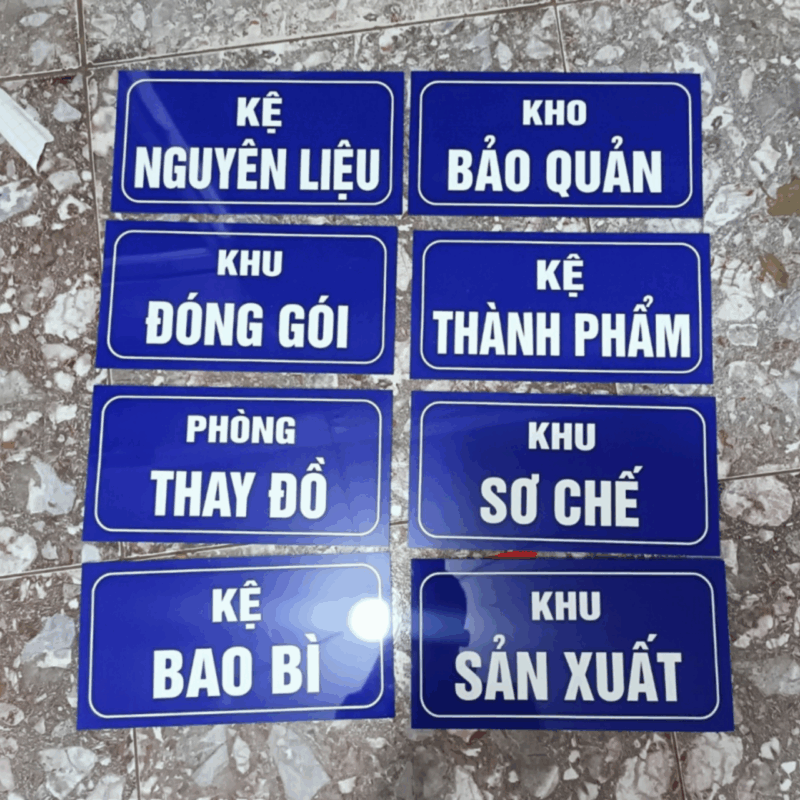 KỆ
NGUYÊN LIỆU
KHO
BẢO QUẢN
KHU
ĐÓNG GÓI
KỆ
THÀNH PHẨM
PHÒNG
THAY ĐỒ
KHU
SƠ CHẾ
KỆ
BAO BÌ
KHU
SẢN XUẤT